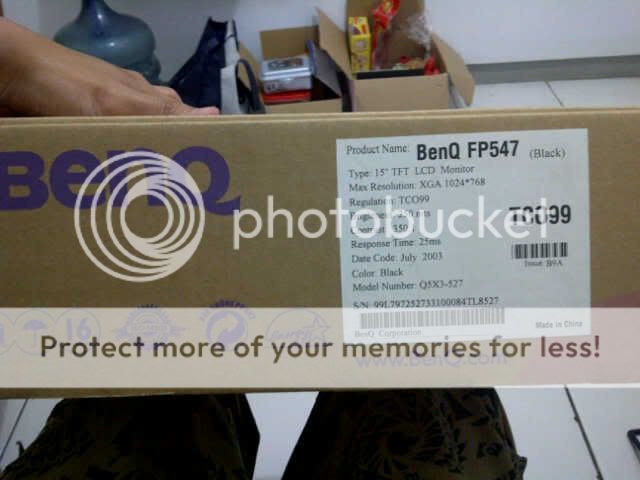 BenQ
Product Name: BenQ FP547 (Black)
Type: 15" TFT LCD Monitor
Max Resolution: XGA 1024*768
Regulation: TCO99
TCO99
Response Time: 25ms
Date Code: July 2003
Issue: B9A
Color: Black
Model Number: Q5X3-527
S/N: 99L797252733100084TL8527
BenQ Corporation
Made in China
16
www.BenQ.com
photobucket
Protect more of your memories for less!